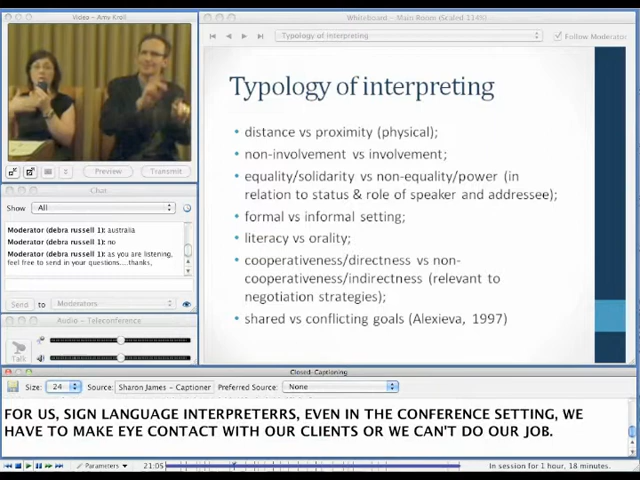 Video – Amy Kroll
Whiteboard – Main Room (Scaled 114%)
Typology of interpreting
Follow Moderator
Preview
Transmit
Typology of interpreting
• distance vs proximity (physical);
• non-involvement vs involvement;
• equality/solidarity vs non-equality/power (in
relation to status & role of speaker and addressee);
• formal vs informal setting;
• literacy vs orality;
• cooperativeness/directness vs non-
cooperativeness/indirectness (relevant to
negotiation strategies);
• shared vs conflicting goals (Alexieva, 1997)
Chat
Show All
Moderator (debra russell 1): australia
Moderator (debra russell 1): no
Moderator (debra russell 1): as you are listening,
feel free to send in your questions....thanks,
Send to Moderators
Audio – Teleconference
Talk
Closed-Captioning
Size: 24 Source: Sharon James - Captioner Preferred Source: None
FOR US, SIGN LANGUAGE INTERPRETERRS, EVEN IN THE CONFERENCE SETTING, WE
HAVE TO MAKE EYE CONTACT WITH OUR CLIENTS OR WE CAN'T DO OUR JOB.
Parameters 21:05 In session for 1 hour, 18 minutes.